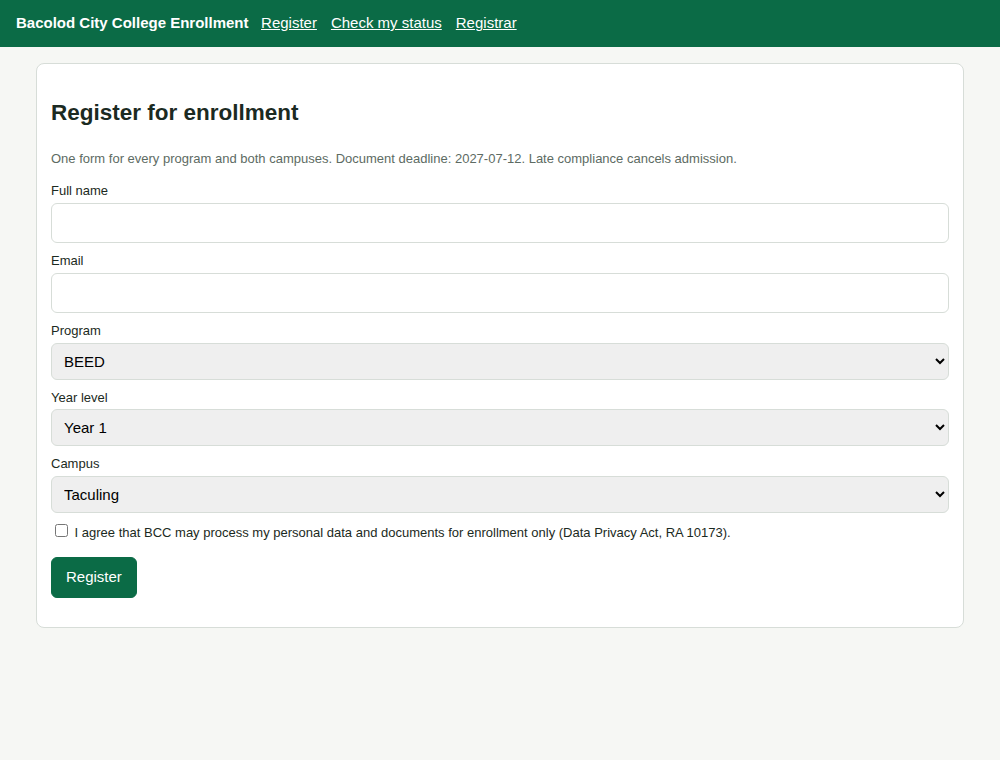 Bacolod City College Enrollment Register Check my status Registrar
Register for enrollment
One form for every program and both campuses. Document deadline: 2027-07-12. Late compliance cancels admission.
Full name
Email
Program
BEED
Year level
Year 1
Campus
Taculing
I agree that BCC may process my personal data and documents for enrollment only (Data Privacy Act, RA 10173).
Register